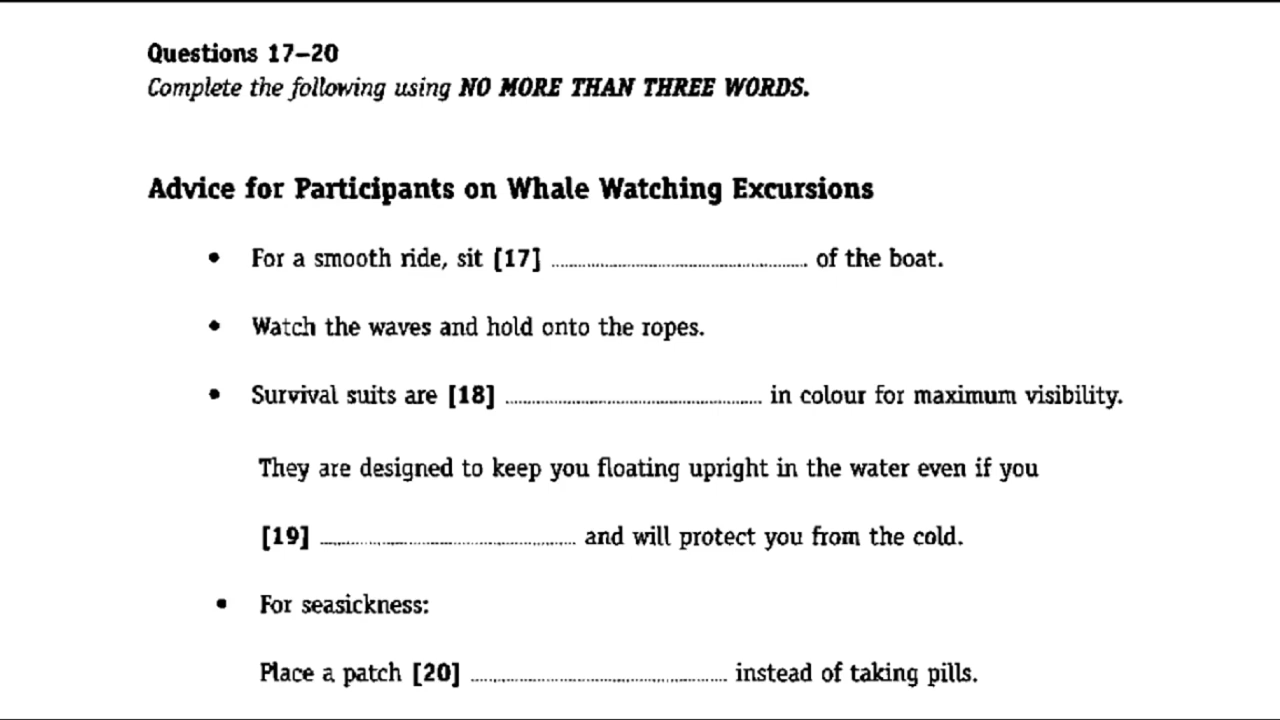 Questions 17–20
Complete the following using NO MORE THAN THREE WORDS.
Advice for Participants on Whale Watching Excursions
• For a smooth ride, sit [17] ........................................ of the boat.
• Watch the waves and hold onto the ropes.
• Survival suits are [18] ........................................ in colour for maximum visibility.
They are designed to keep you floating upright in the water even if you
[19] ........................................ and will protect you from the cold.
• For seasickness:
Place a patch [20] ........................................ instead of taking pills.